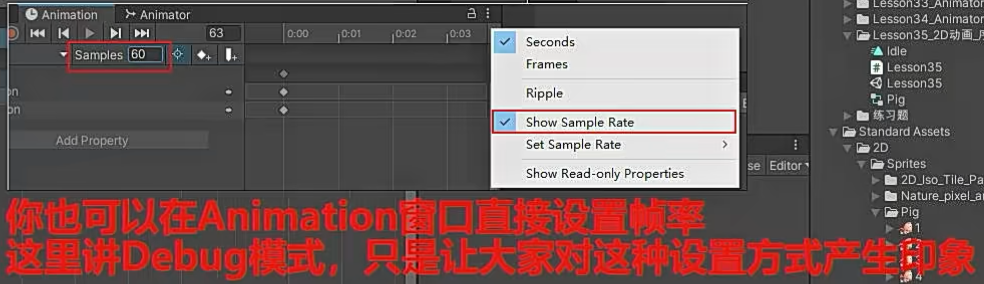 Animation
Animator
63
0:00
0:01
0:02
0:03
Samples 60
on
on
Add Property
Seconds
Frames
Ripple
Show Sample Rate
Set Sample Rate
Show Read-only Properties
Editor
Lesson33_Animator
Lesson34_Animator
Lesson35_2D动画_序
Idle
Lesson35
Lesson35
Pig
练习题
Standard Assets
2D
Sprites
2D_Iso_Tile_Pa
Nature_pixel_ar
Pig
1
2
3
4
你也可以在Animation窗口直接设置帧率
这里讲Debug模式，只是让大家对这种设置方式产生印象